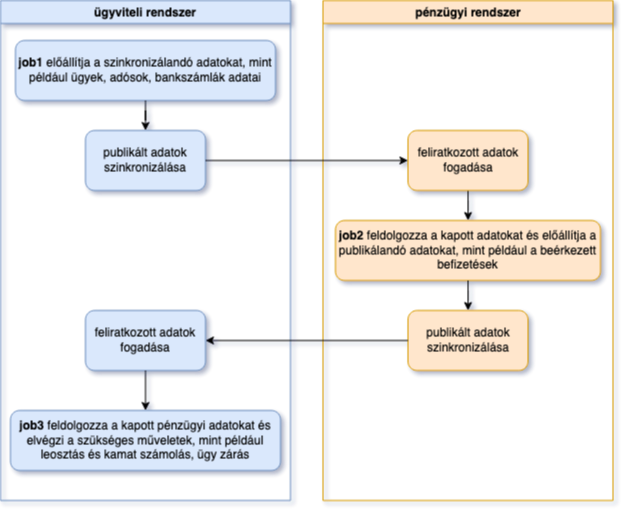 ügyviteli rendszer
pénzügyi rendszer
job1 előállítja a szinkronizálandó adatokat, mint
például ügyek, adósok, bankszámlák adatai
publikált adatok
szinkronizálása
feliratkozott adatok
fogadása
job2 feldolgozza a kapott adatokat és előállítja a
publikálandó adatokat, mint például a beérkezett
befizetések
feliratkozott adatok
fogadása
publikált adatok
szinkronizálása
job3 feldolgozza a kapott pénzügyi adatokat és
elvégzi a szükséges műveletek, mint például
leosztás és kamat számolás, ügy zárás